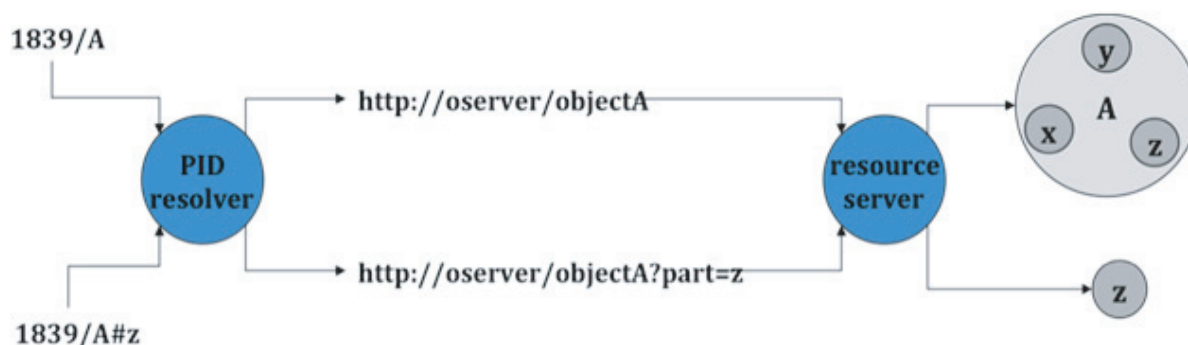 1839/A
http://oserver/objectA
PID
resolver
resource
server
y
A
x
z
http://oserver/objectA?part=z
z
1839/A#z